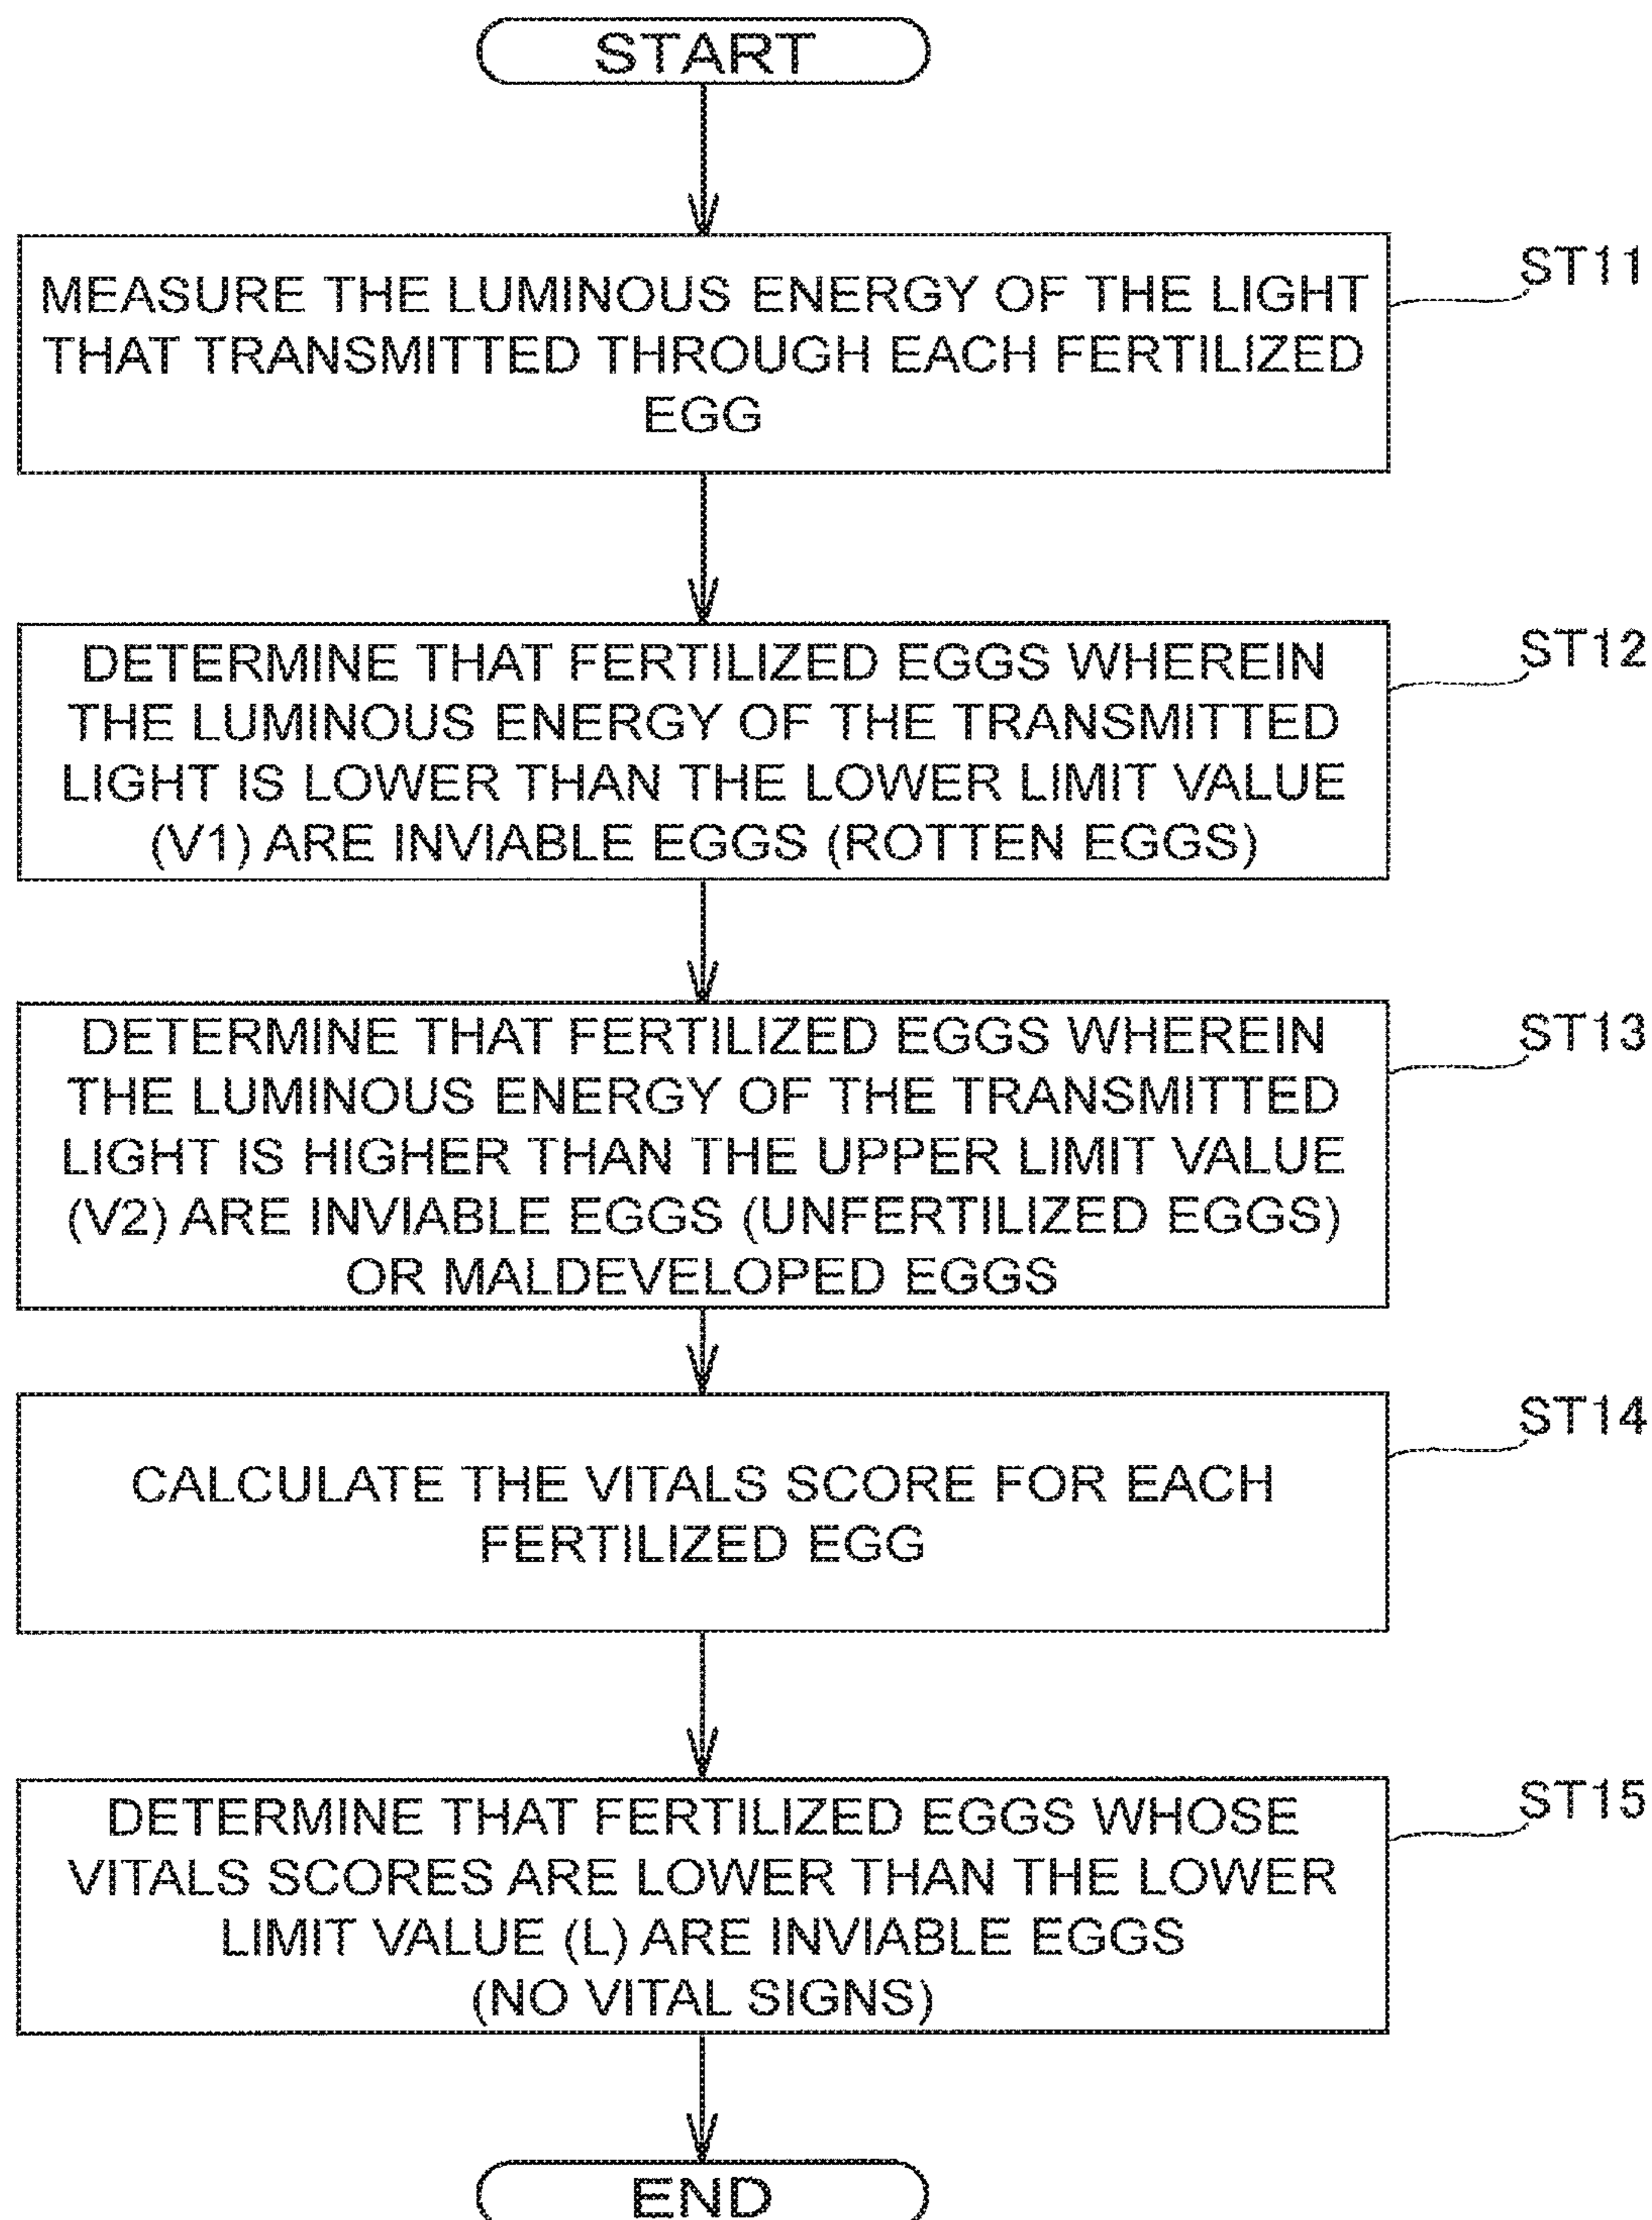 START
ST11
MEASURE THE LUMINOUS ENERGY OF THE LIGHT
THAT TRANSMITTED THROUGH EACH FERTILIZED
EGG
ST12
DETERMINE THAT FERTILIZED EGGS WHEREIN
THE LUMINOUS ENERGY OF THE TRANSMITTED
LIGHT IS LOWER THAN THE LOWER LIMIT VALUE
(V1) ARE INVIABLE EGGS (ROTTEN EGGS)
ST13
DETERMINE THAT FERTILIZED EGGS WHEREIN
THE LUMINOUS ENERGY OF THE TRANSMITTED
LIGHT IS HIGHER THAN THE UPPER LIMIT VALUE
(V2) ARE INVIABLE EGGS (UNFERTILIZED EGGS)
OR MALDEVELOPED EGGS
ST14
CALCULATE THE VITALS SCORE FOR EACH
FERTILIZED EGG
ST15
DETERMINE THAT FERTILIZED EGGS WHOSE
VITALS SCORES ARE LOWER THAN THE LOWER
LIMIT VALUE (L) ARE INVIABLE EGGS
(NO VITAL SIGNS)
END